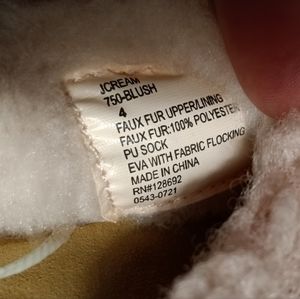 JCREAM
750-BLUSH
4
FAUX FUR UPPER/LINING
FAUX FUR:100% POLYESTER
PU SOCK
EVA WITH FABRIC FLOCKING
MADE IN CHINA
RN#128692
0543-0721